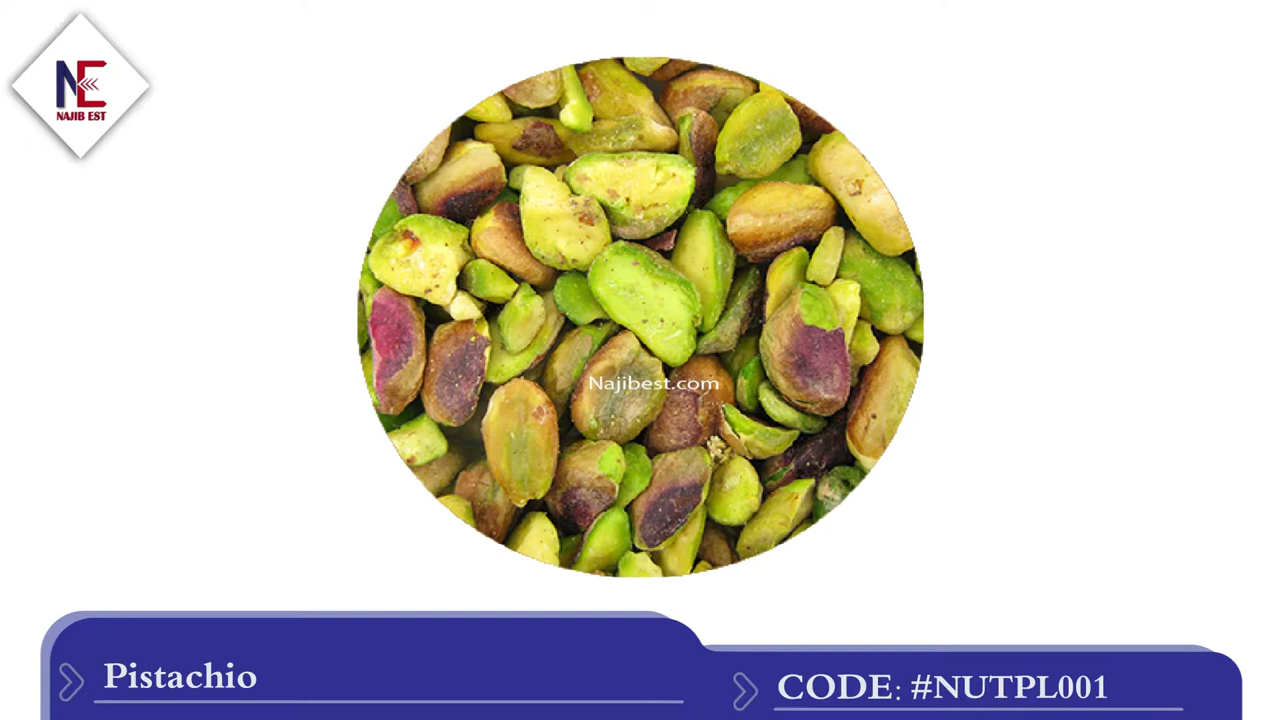 NE
NAJIB EST
Najibest.com
Pistachio
CODE: #NUTPL001